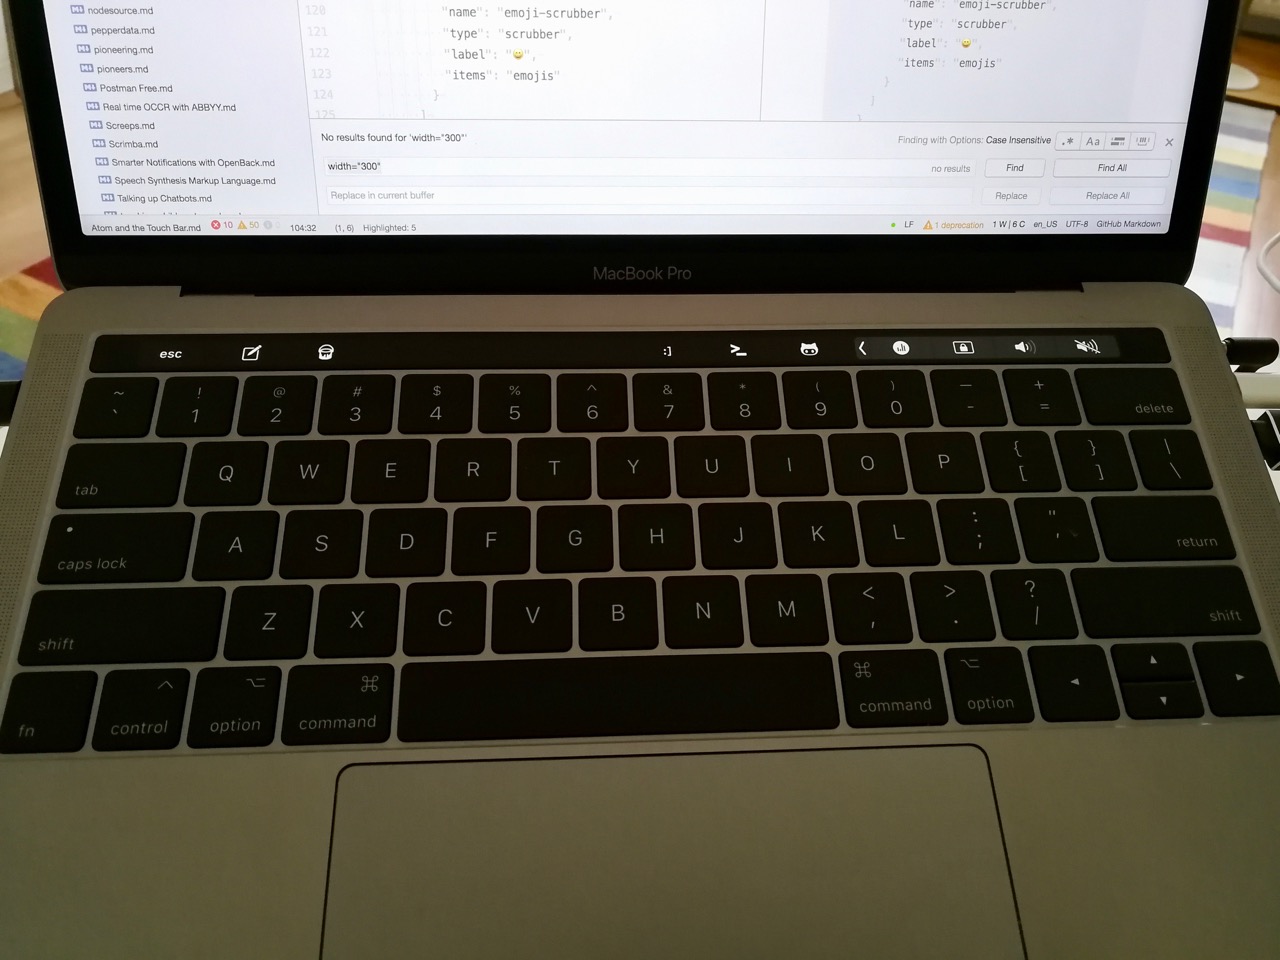 nodesource.md
pepperdata.md
pioneering.md
pioneers.md
Postman Free.md
Real time OCCR with ABBYY.md
Screeps.md
Scrimba.md
Smarter Notifications with OpenBack.md
Speech Synthesis Markup Language.md
Talking up Chatbots.md
120 "name": "emoji-scrubber",
121 "type": "scrubber",
122 "label": "😀",
123 "items": "emojis"
124 }
125 ]
"name": "emoji-scrubber",
"type": "scrubber",
"label": "😀",
"items": "emojis"
}
]
}
No results found for 'width="300"'
Finding with Options: Case Insensitive
.* Aa
width="300"
no results
Find
Find All
Replace in current buffer
Replace
Replace All
Atom and the Touch Bar.md 10 50 104:32 (1, 6) Highlighted: 5
LF 1 deprecation 1 W | 6 C en_US UTF-8 GitHub Markdown
MacBook Pro
esc :]
~ ! @ # $ % ^ & * ( ) — +
` 1 2 3 4 5 6 7 8 9 0 - = delete
tab Q W E R T Y U I O P { [ } ] | \
caps lock A S D F G H J K L : ; " ' return
shift Z X C V B N M < , > . ? / shift
fn control option command command option